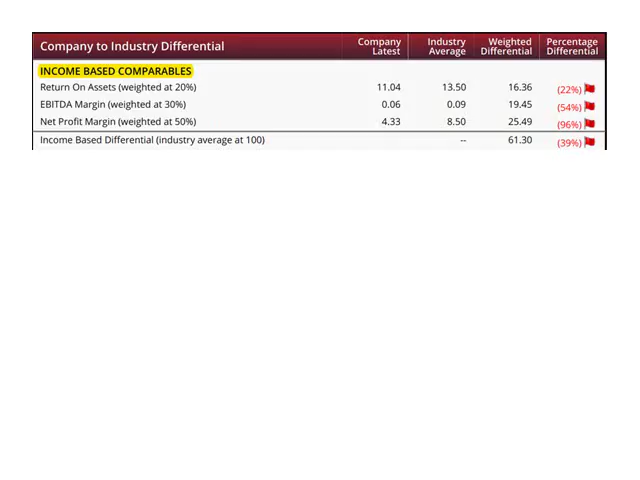 Company to Industry Differential Company Latest Industry Average Weighted Differential Percentage Differential
INCOME BASED COMPARABLES
Return On Assets (weighted at 20%) 11.04 13.50 16.36 (22%)
EBITDA Margin (weighted at 30%) 0.06 0.09 19.45 (54%)
Net Profit Margin (weighted at 50%) 4.33 8.50 25.49 (96%)
Income Based Differential (industry average at 100) -- 61.30 (39%)